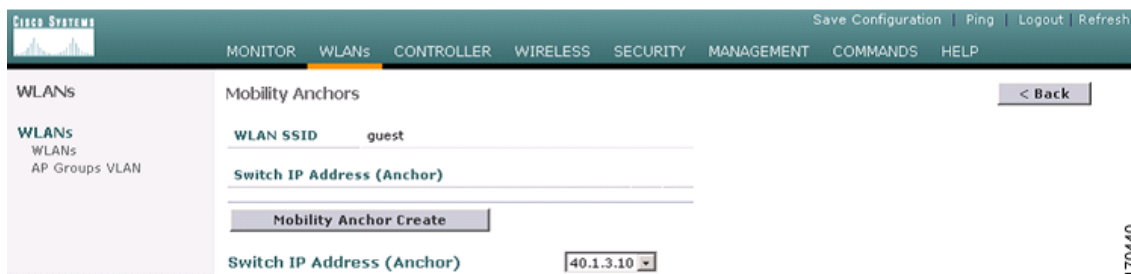 CISCO SYSTEMS
Save Configuration | Ping | Logout | Refresh
MONITOR WLANs CONTROLLER WIRELESS SECURITY MANAGEMENT COMMANDS HELP
WLANs
WLANs
WLANs
AP Groups VLAN
Mobility Anchors
< Back
WLAN SSID guest
Switch IP Address (Anchor)
Mobility Anchor Create
Switch IP Address (Anchor) 40.1.3.10